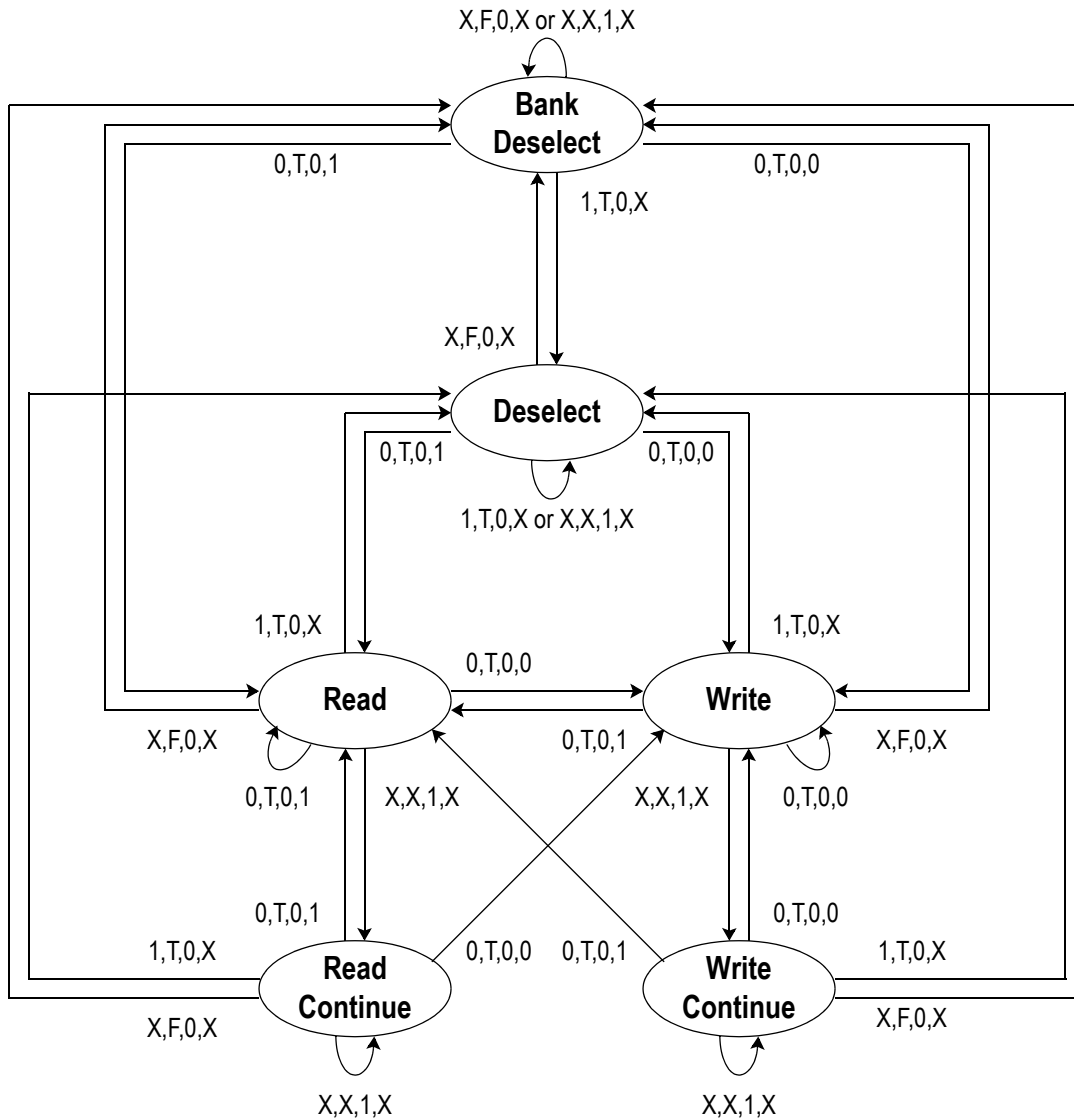 X,F,0,X or X,X,1,X
Bank
Deselect
0,T,0,1
0,T,0,0
1,T,0,X
X,F,0,X
Deselect
0,T,0,1
0,T,0,0
1,T,0,X or X,X,1,X
1,T,0,X
1,T,0,X
0,T,0,0
Read
Write
X,F,0,X
0,T,0,1
X,F,0,X
0,T,0,1
X,X,1,X
X,X,1,X
0,T,0,0
0,T,0,1
0,T,0,0
1,T,0,X
0,T,0,0
0,T,0,1
1,T,0,X
Read
Continue
Write
Continue
X,F,0,X
X,F,0,X
X,X,1,X
X,X,1,X